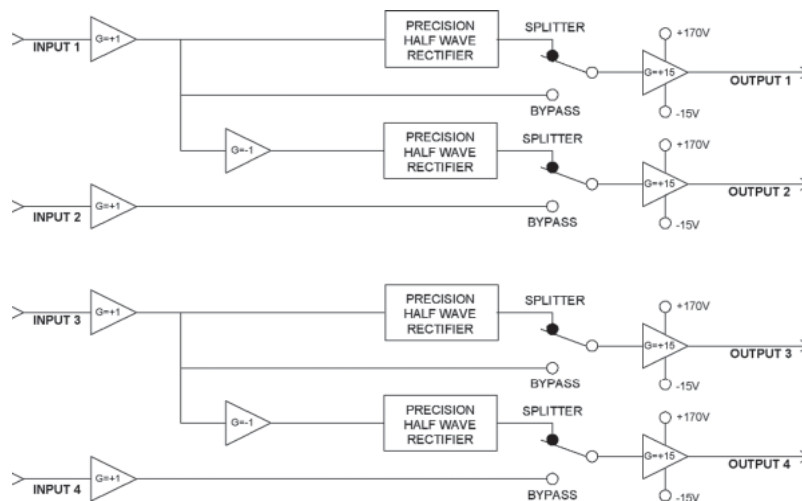 INPUT 1
G=+1
PRECISION
HALF WAVE
RECTIFIER
SPLITTER
BYPASS
+170V
G=+15
-15V
OUTPUT 1
G=-1
PRECISION
HALF WAVE
RECTIFIER
SPLITTER
BYPASS
+170V
G=+15
-15V
OUTPUT 2
INPUT 2
G=+1
INPUT 3
G=+1
PRECISION
HALF WAVE
RECTIFIER
SPLITTER
BYPASS
+170V
G=+15
-15V
OUTPUT 3
G=-1
PRECISION
HALF WAVE
RECTIFIER
SPLITTER
BYPASS
+170V
G=+15
-15V
OUTPUT 4
INPUT 4
G=+1